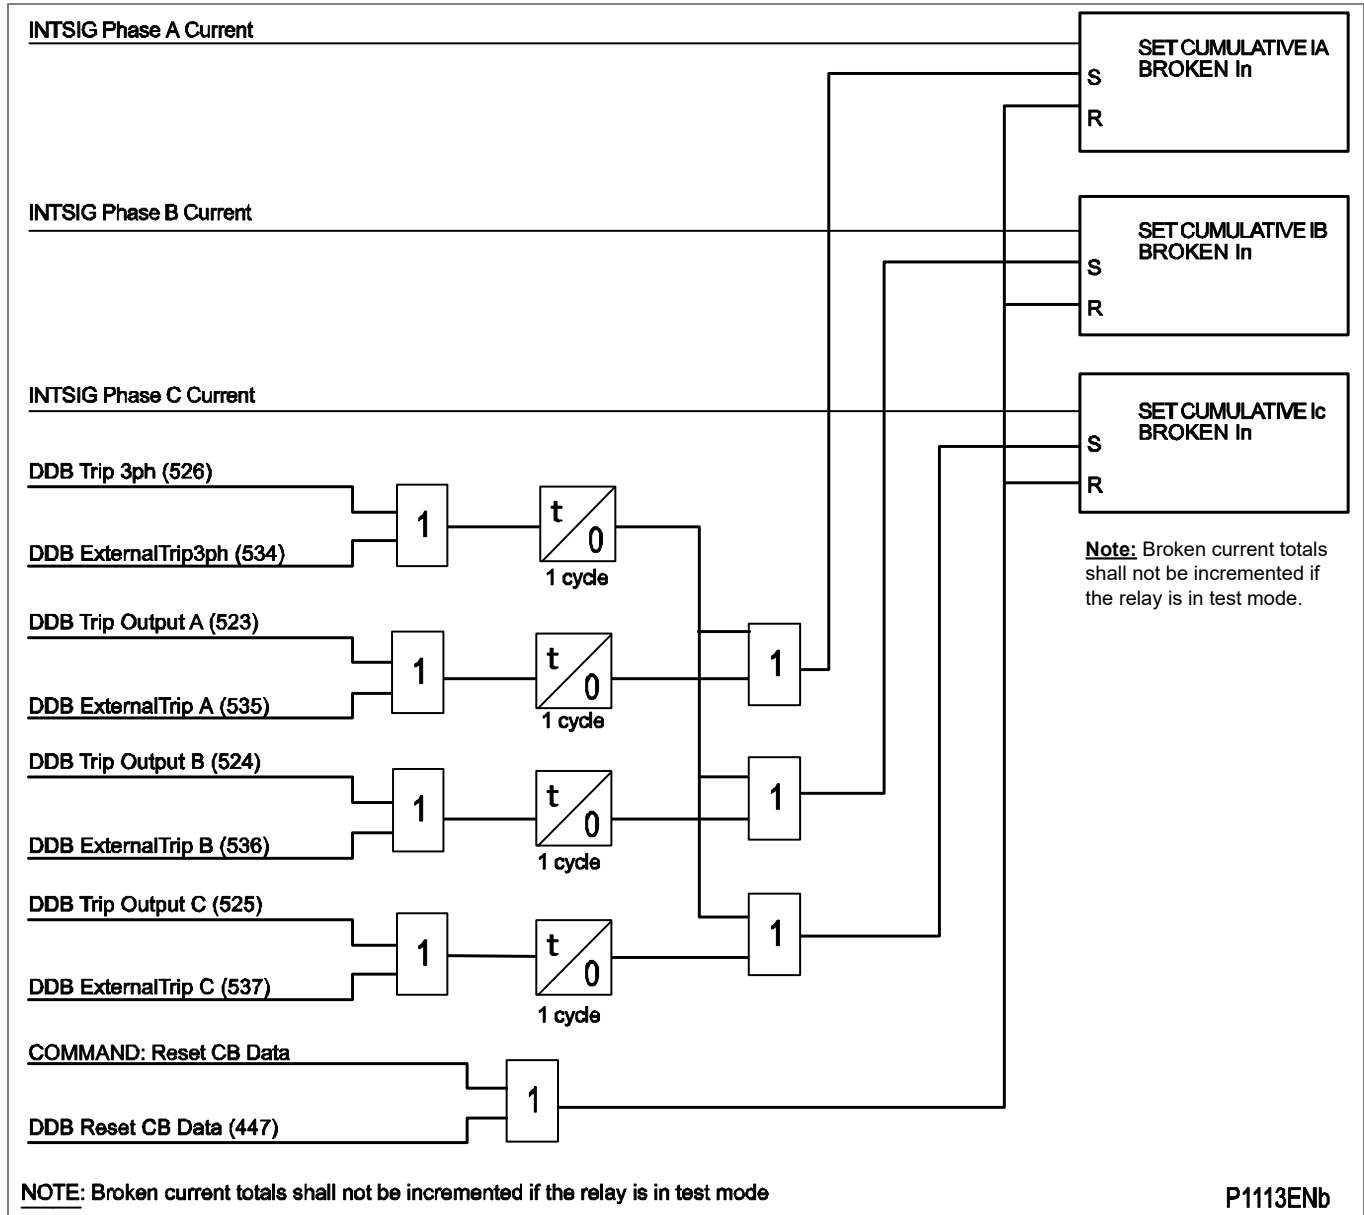 INTSIG Phase A Current
SET CUMULATIVE IA
BROKEN In
S
R
INTSIG Phase B Current
SET CUMULATIVE IB
BROKEN In
S
R
INTSIG Phase C Current
SET CUMULATIVE Ic
BROKEN In
S
R
Note: Broken current totals
shall not be incremented if
the relay is in test mode.
DDB Trip 3ph (526)
DDB ExternalTrip3ph (534)
1
t
0
1 cycle
DDB Trip Output A (523)
DDB ExternalTrip A (535)
1
t
0
1 cycle
1
DDB Trip Output B (524)
DDB ExternalTrip B (536)
1
t
0
1 cycle
1
DDB Trip Output C (525)
DDB ExternalTrip C (537)
1
t
0
1 cycle
1
COMMAND: Reset CB Data
DDB Reset CB Data (447)
1
NOTE: Broken current totals shall not be incremented if the relay is in test mode
P1113ENb